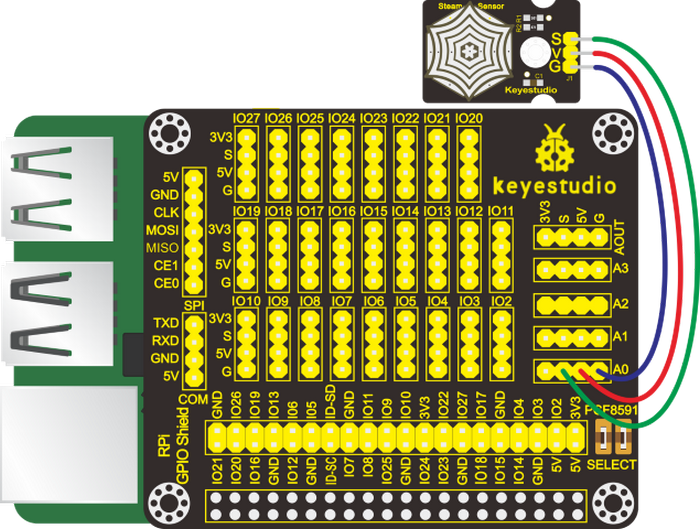 Steam Sensor
R2 R1
S
V
G
J1
C1
Keyestudio
IO27 IO26 IO25 IO24 IO23 IO22 IO21 IO20
3V3
S
5V
G
5V
GND
CLK
MOSI
MISO
CE1
CE0
SPI
keyestudio
IO19 IO18 IO17 IO16 IO15 IO14 IO13 IO12 IO11
3V3
S
5V
G
3V3 S 5V G
AOUT
A3
A2
A1
A0
IO10 IO9 IO8 IO7 IO6 IO5 IO4 IO3 IO2
3V3
S
5V
G
TXD
RXD
GND
5V
COM
RPi
GPIO Shield
GND IO26 IO19 IO13 IO6 IO5 ID-SD GND IO11 IO9 IO10 3V3 IO22 IO27 IO17 GND IO4 IO3 IO2 3V3
IO21 IO20 IO16 GND IO12 GND ID-SC IO7 IO8 IO25 GND IO24 IO23 GND IO18 IO15 IO14 GND 5V 5V
PCF8591
SELECT